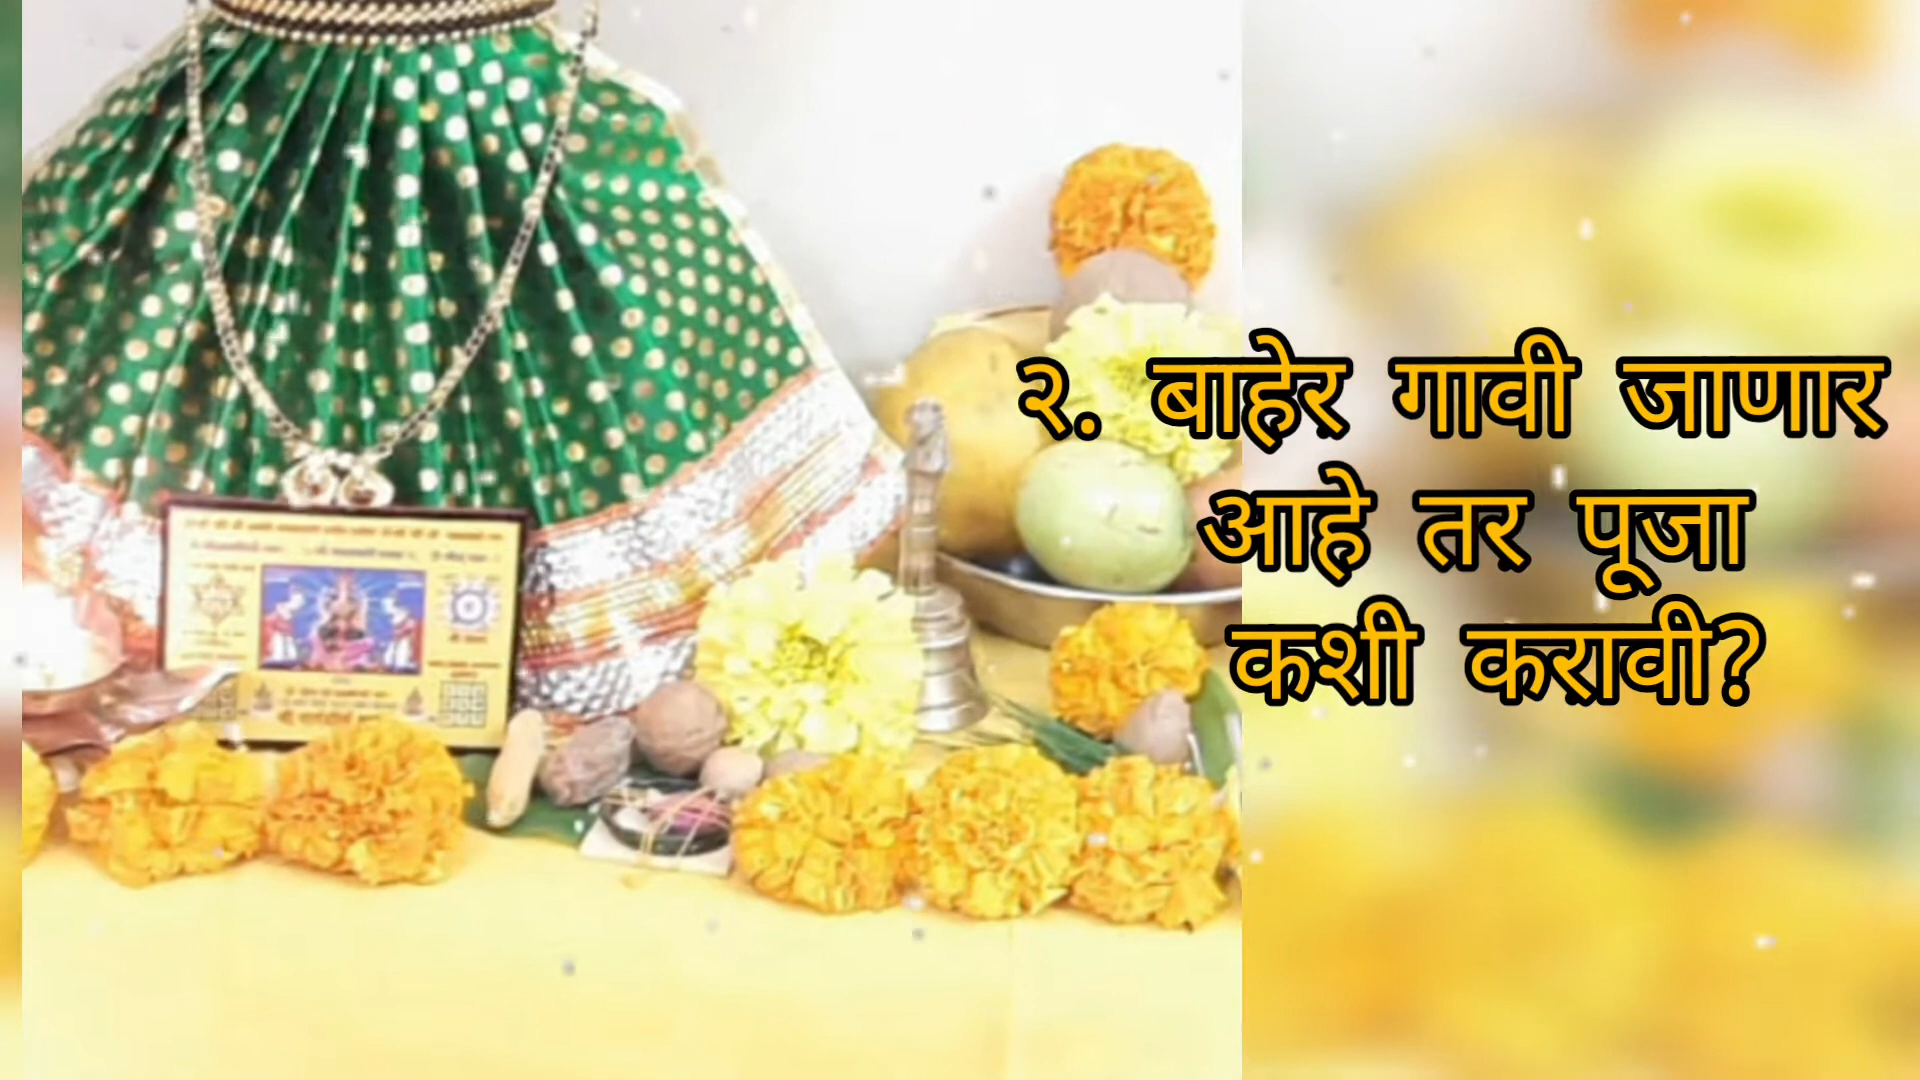 २. बाहेर गावी जाणार
आहे तर पूजा
कशी करावी?